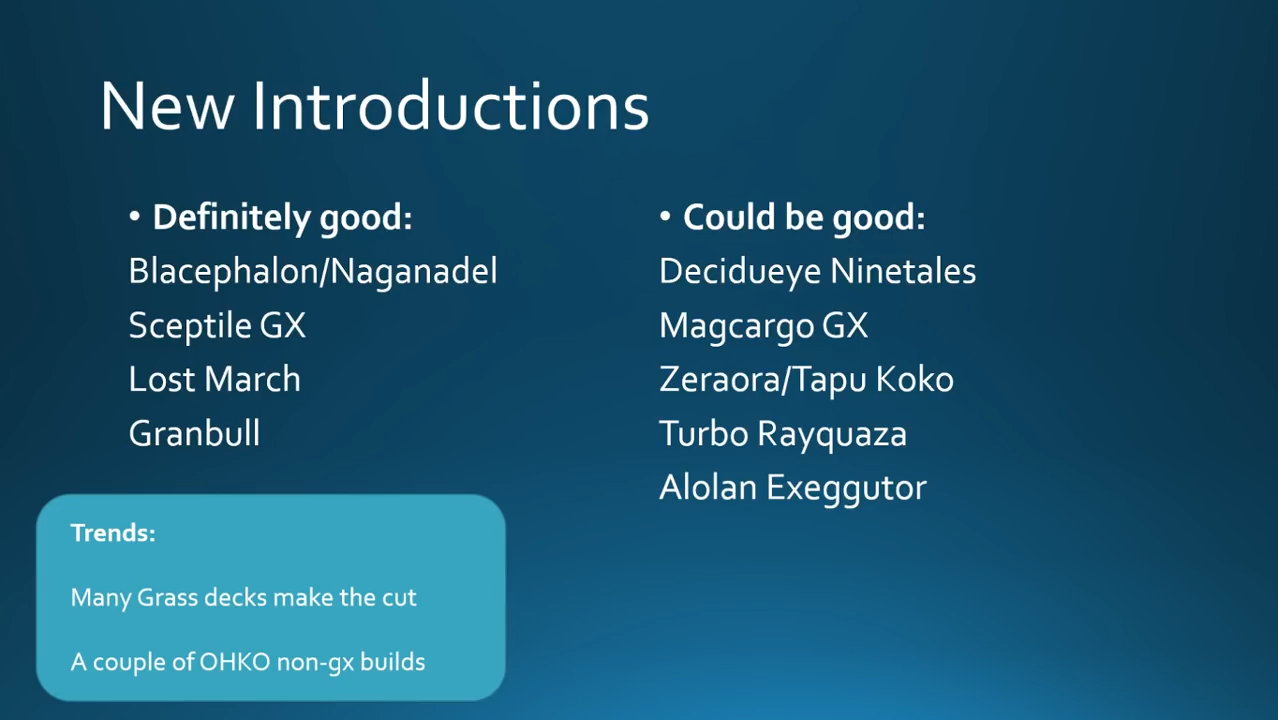 New Introductions
• Definitely good:
Blacephalon/Naganadel
Sceptile GX
Lost March
Granbull
• Could be good:
Decidueye Ninetales
Magcargo GX
Zeraora/Tapu Koko
Turbo Rayquaza
Alolan Exeggutor
Trends:
Many Grass decks make the cut
A couple of OHKO non-gx builds